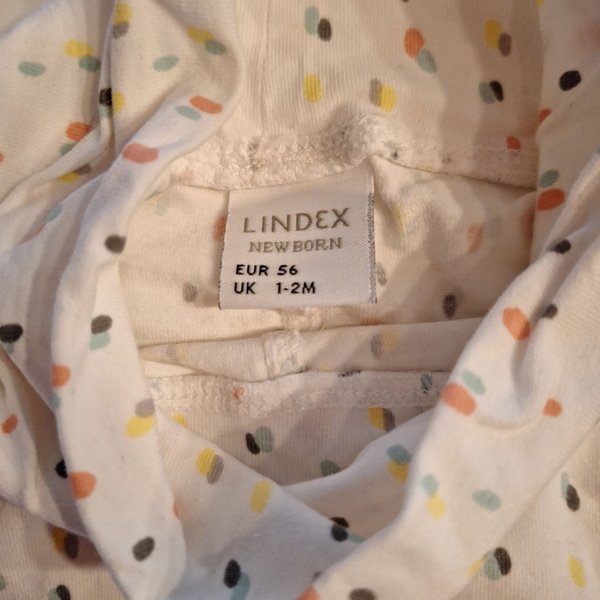 LINDEX
NEWBORN
EUR 56
UK 1-2M